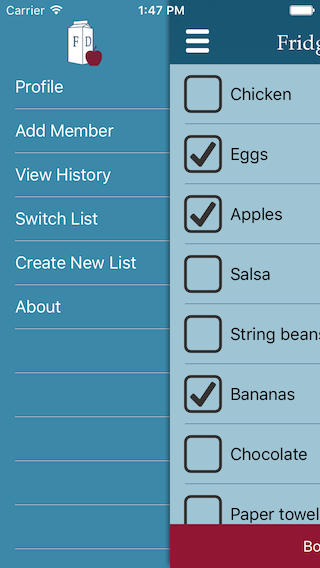 Carrier 1:47 PM
F D
Profile
Add Member
View History
Switch List
Create New List
About
Fridg
Chicken
Eggs
Apples
Salsa
String beans
Bananas
Chocolate
Paper towel
Bo